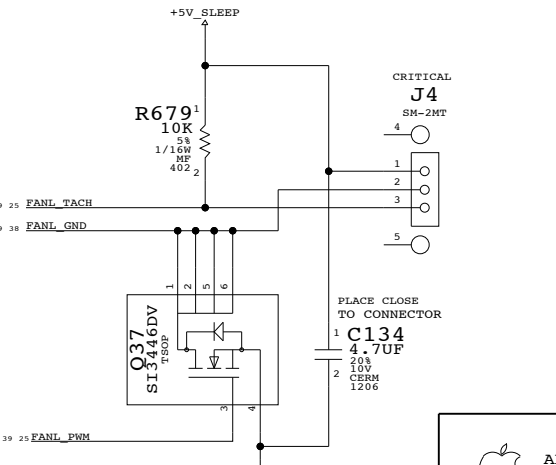 +5V_SLEEP
CRITICAL
J4
SM-2MT
R679
1
10K
5%
1/16W
MF
402
2
4
1
2
3
5
25 FANL_TACH
38 FANL_GND
1
2
5
6
Q37
SI3446DV
TSOP
3
4
PLACE CLOSE
TO CONNECTOR
1
C134
4.7UF
20%
10V
CERM
1206
2
39 25 FANL_PWM